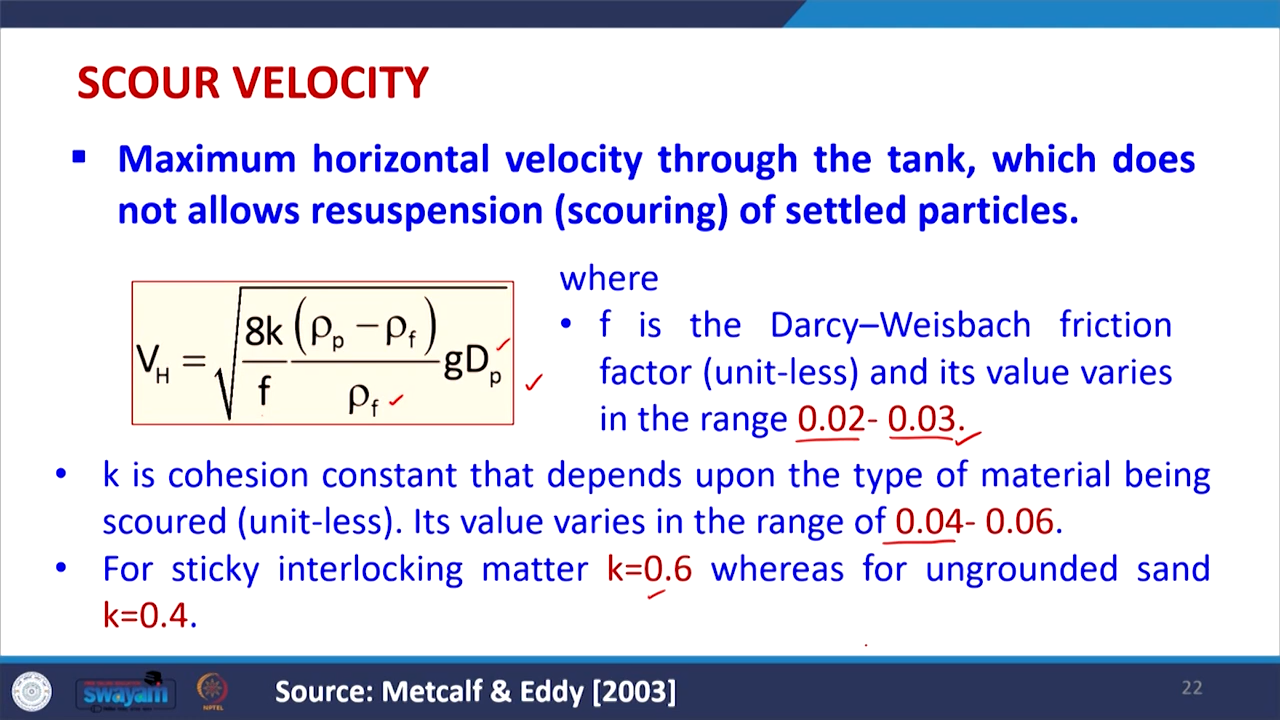 SCOUR VELOCITY
▪ Maximum horizontal velocity through the tank, which does
not allows resuspension (scouring) of settled particles.
V_H = √(8k/f (ρ_p − ρ_f)/ρ_f gD_p)
where
• f is the Darcy–Weisbach friction
factor (unit-less) and its value varies
in the range 0.02- 0.03.
• k is cohesion constant that depends upon the type of material being
scoured (unit-less). Its value varies in the range of 0.04- 0.06.
• For sticky interlocking matter k=0.6 whereas for ungrounded sand
k=0.4.
swayam
NPTEL
Source: Metcalf & Eddy [2003]
22